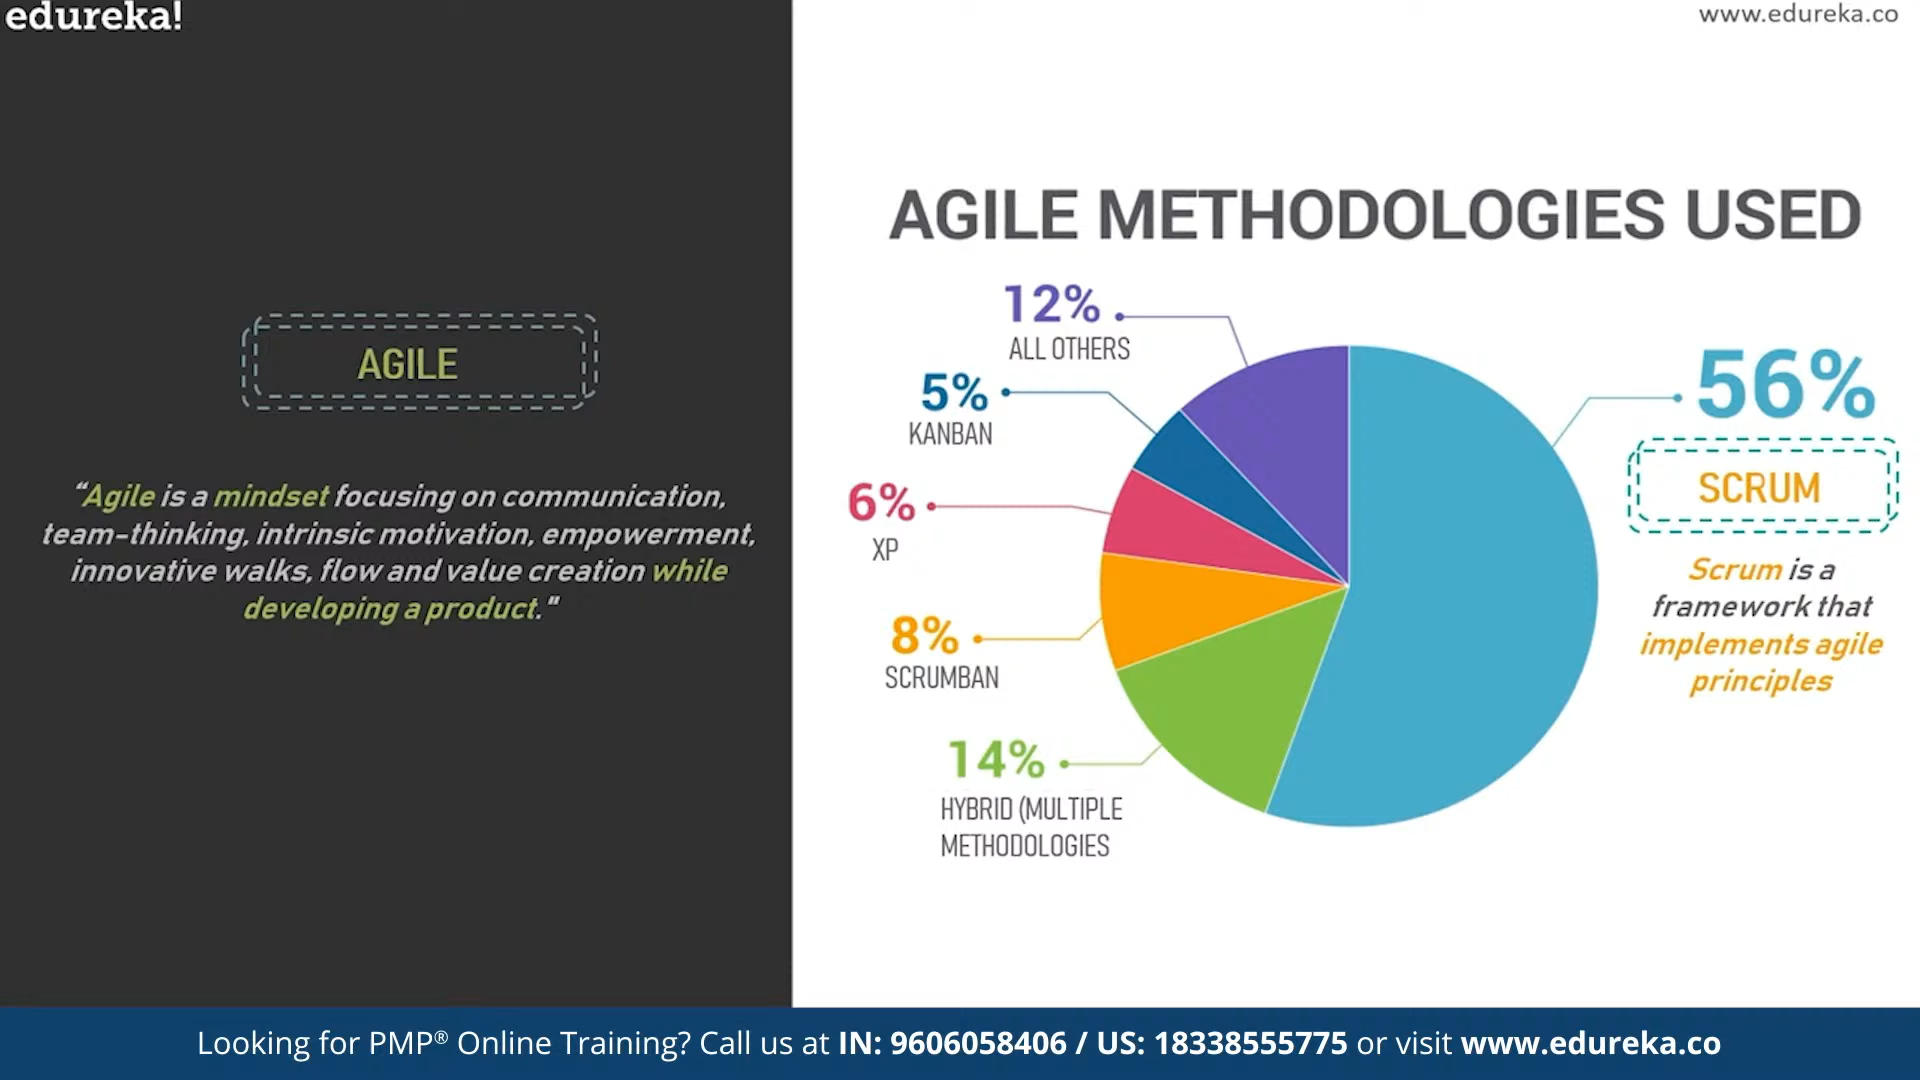 edureka!
www.edureka.co
AGILE
“Agile is a mindset focusing on communication,
team-thinking, intrinsic motivation, empowerment,
innovative walks, flow and value creation while
developing a product."
AGILE METHODOLOGIES USED
12%
ALL OTHERS
5%
KANBAN
6%
XP
8%
SCRUMBAN
14%
HYBRID (MULTIPLE
METHODOLOGIES
56%
SCRUM
Scrum is a
framework that
implements agile
principles
Looking for PMP® Online Training? Call us at IN: 9606058406 / US: 18338555775 or visit www.edureka.co